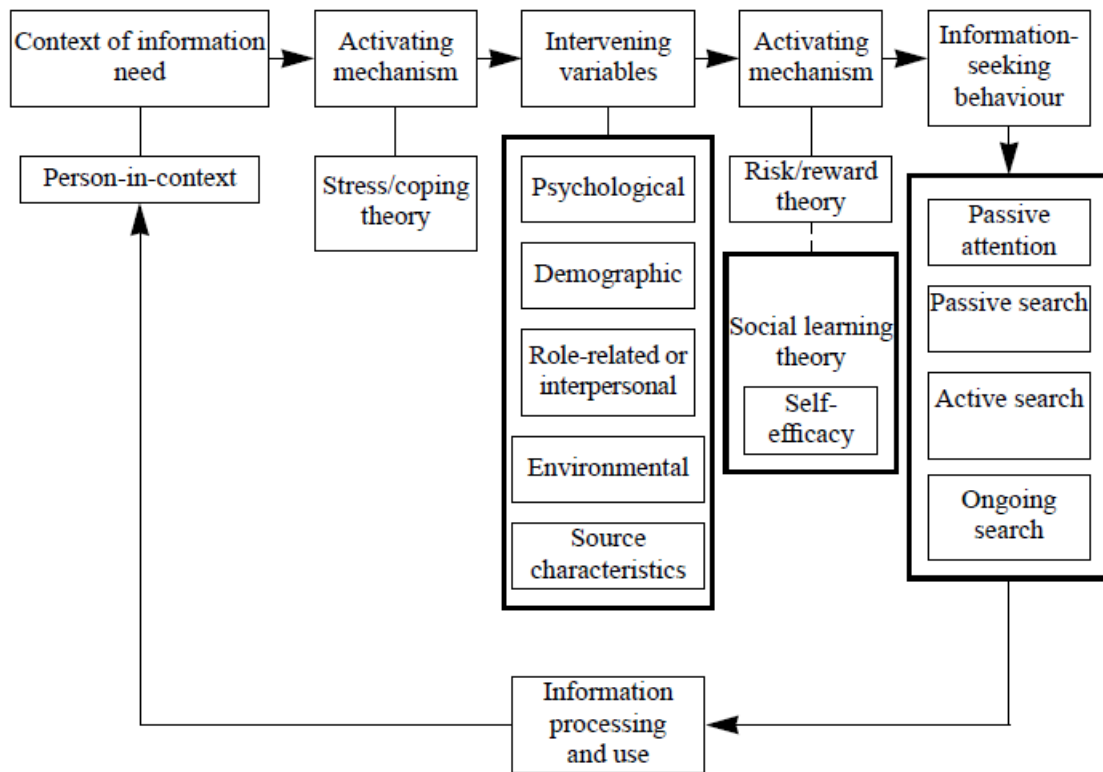 Context of information
need
Activating
mechanism
Intervening
variables
Activating
mechanism
Information-
seeking
behaviour
Person-in-context
Stress/coping
theory
Psychological
Demographic
Role-related or
interpersonal
Environmental
Source
characteristics
Risk/reward
theory
Social learning
theory
Self-
efficacy
Passive
attention
Passive search
Active search
Ongoing
search
Information
processing
and use